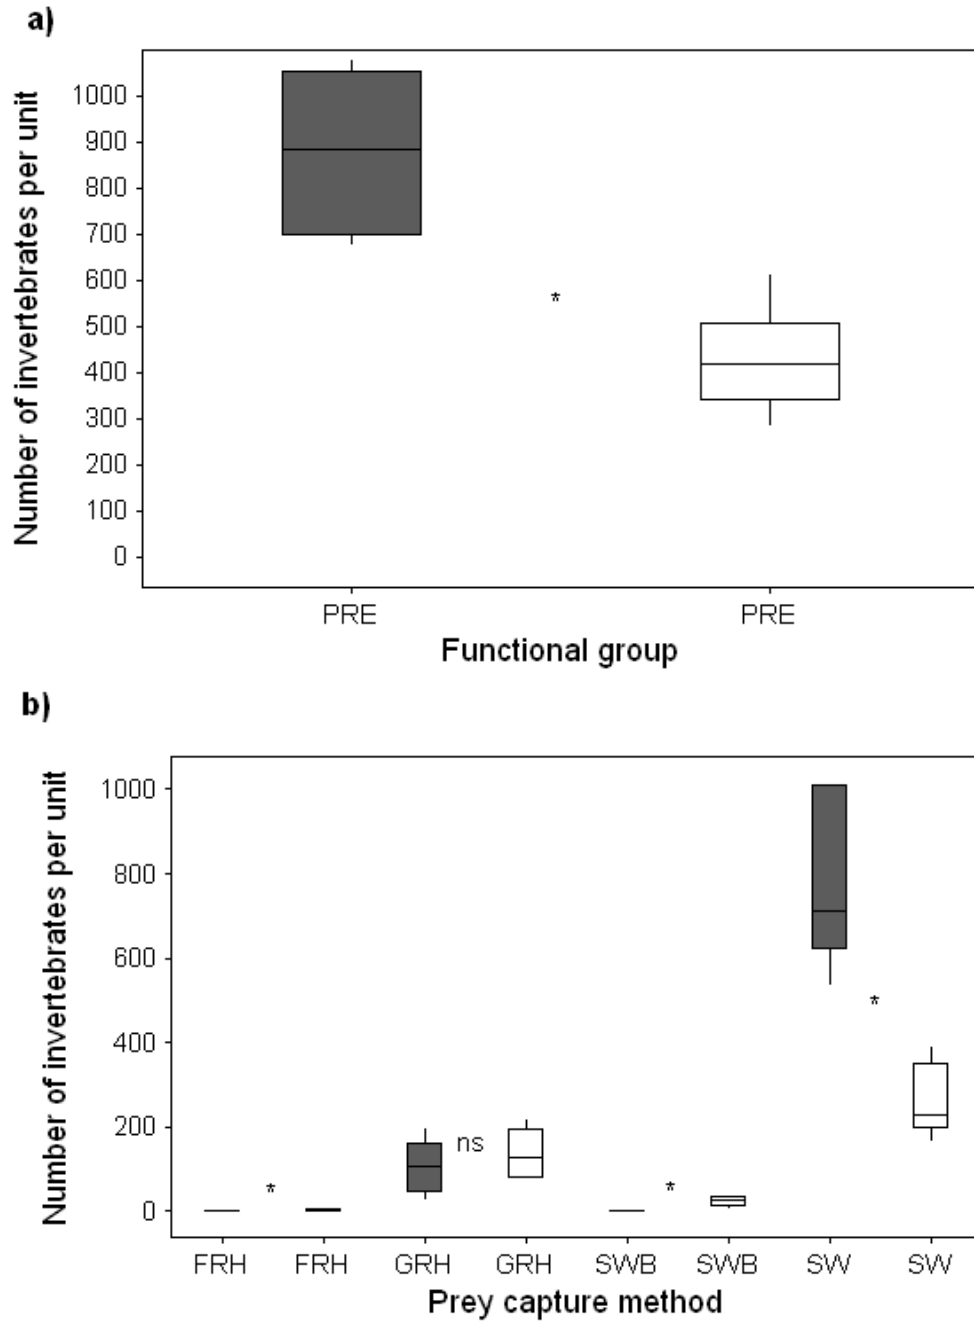 a)
Number of invertebrates per unit
1000
900
800
700
600
500
400
300
200
100
0
*
PRE PRE
Functional group
b)
Number of invertebrates per unit
1000
800
600
400
200
0
* ns * *
FRH FRH GRH GRH SWB SWB SW SW
Prey capture method